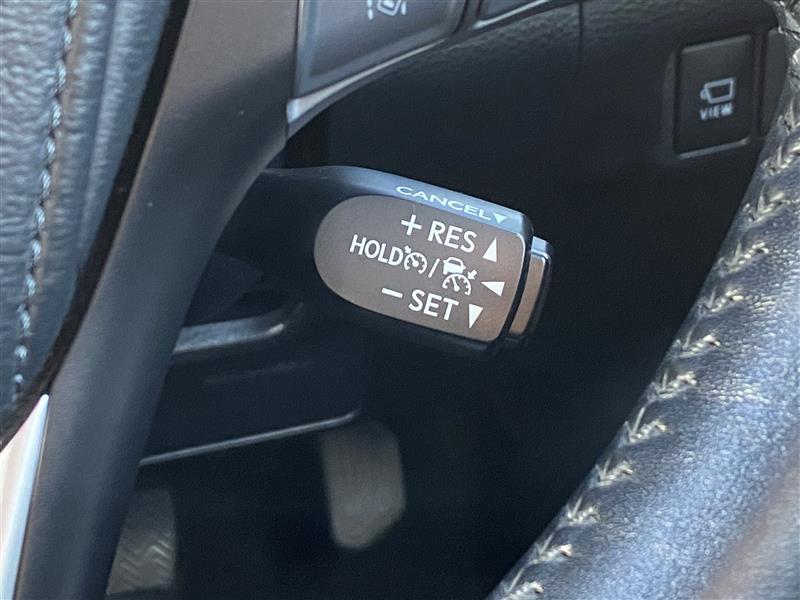 CANCEL▼
+ RES ▲
HOLD / ◀
− SET ▼
VIEW